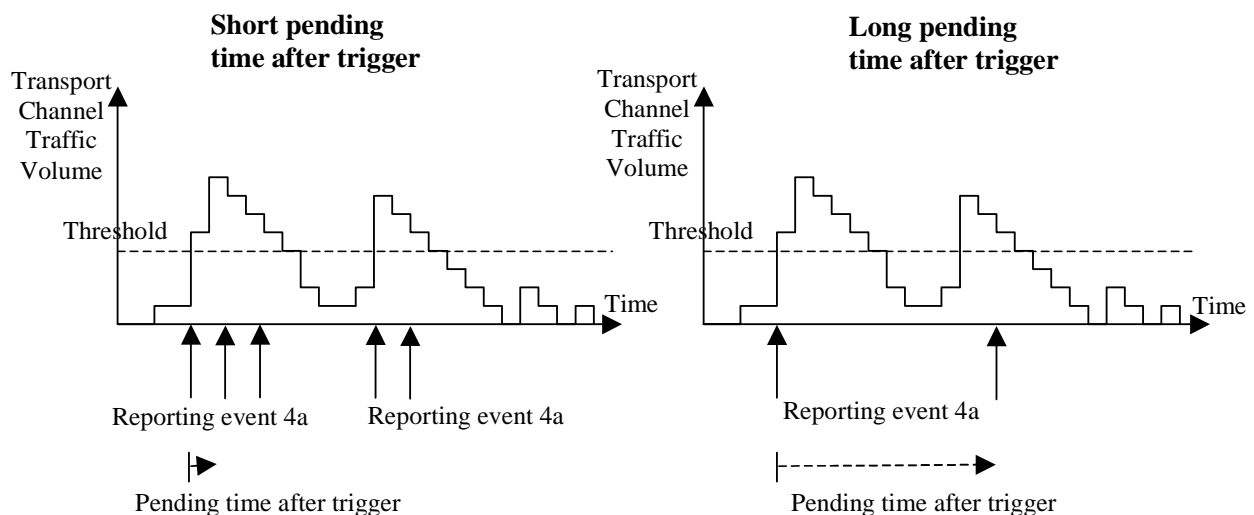 Short pending
time after trigger
Transport
Channel
Traffic
Volume
Threshold
Time
Reporting event 4a
Reporting event 4a
Pending time after trigger
Long pending
time after trigger
Transport
Channel
Traffic
Volume
Threshold
Time
Reporting event 4a
Pending time after trigger